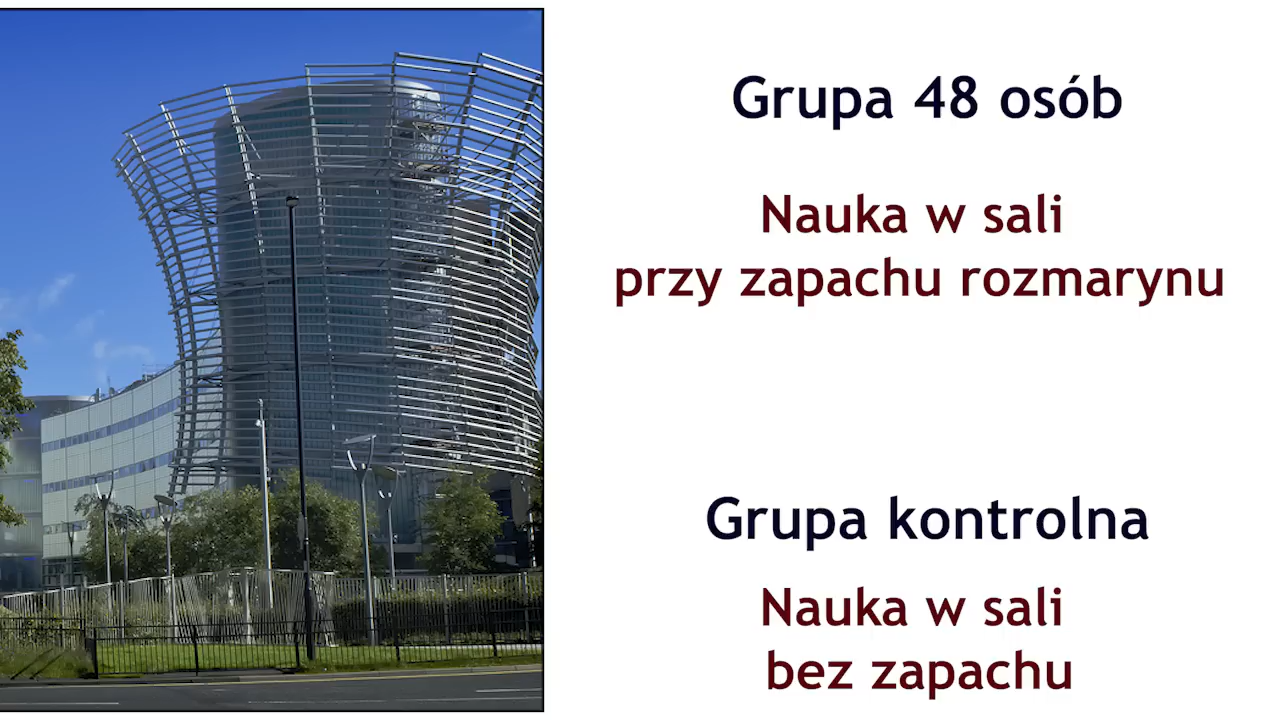 Grupa 48 osób
Nauka w sali
przy zapachu rozmarynu
Grupa kontrolna
Nauka w sali
bez zapachu